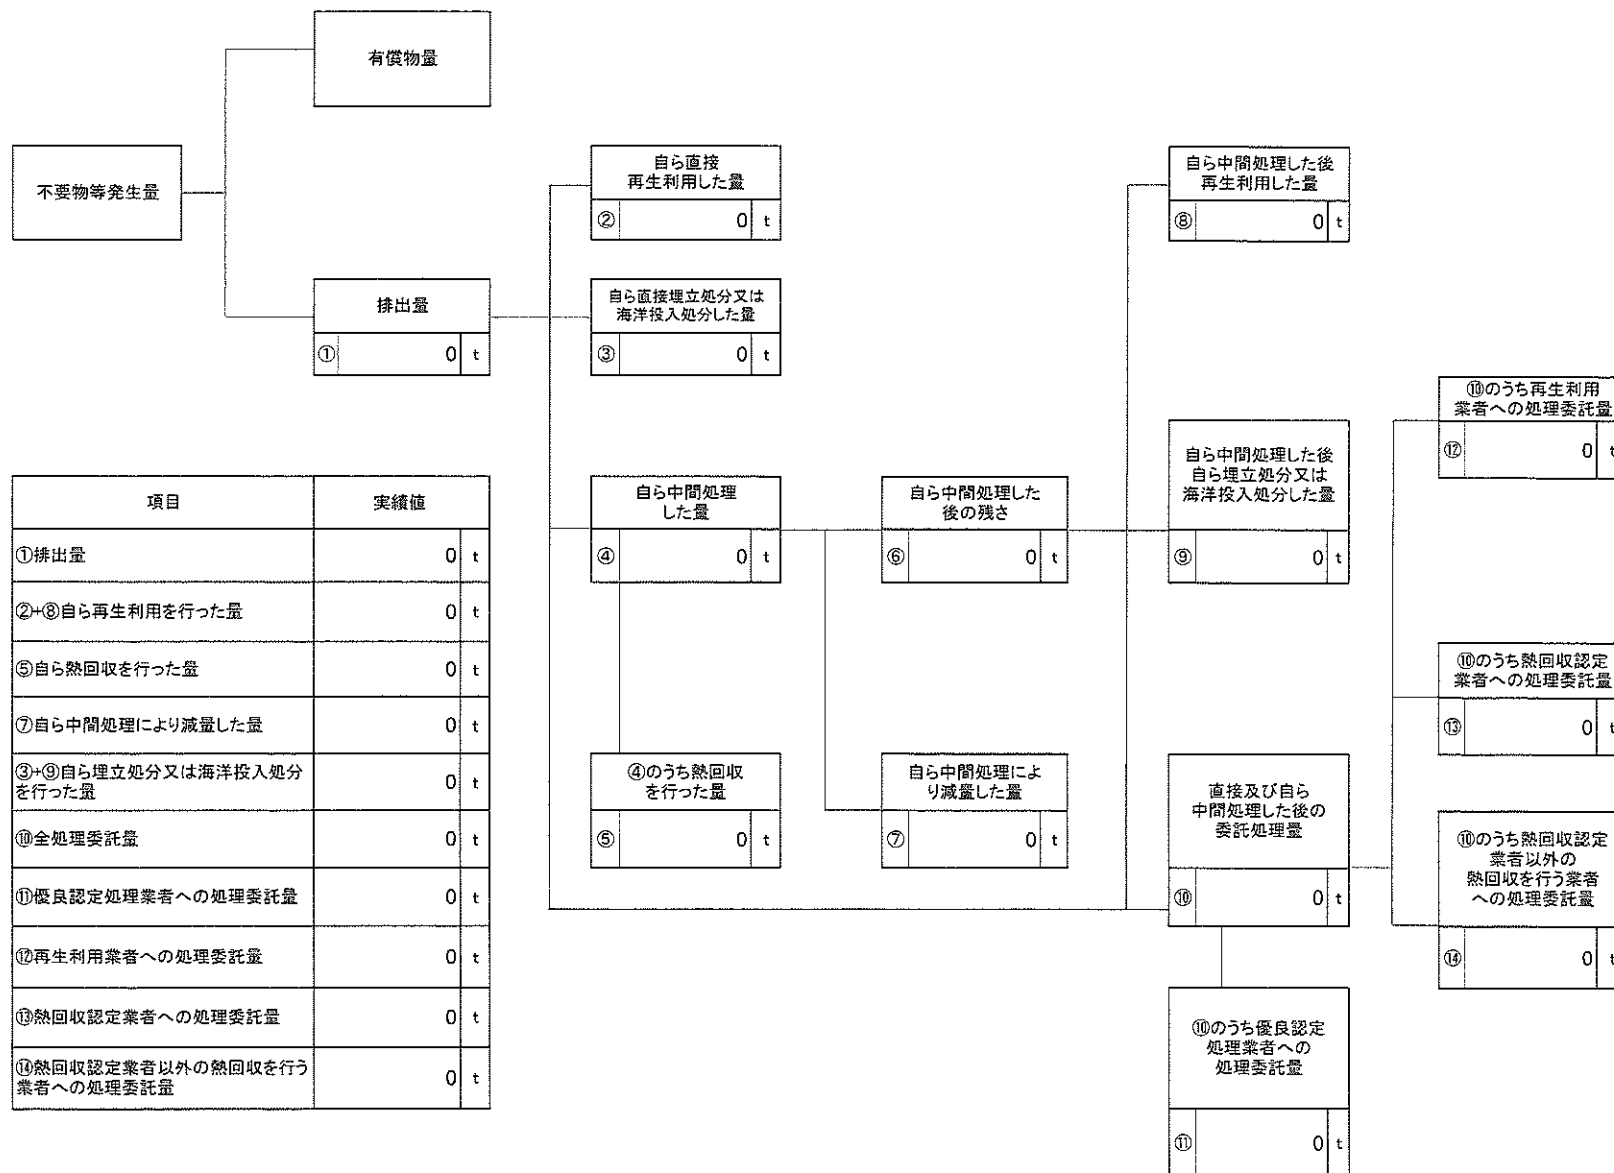 有償物量
不要物等発生量
排出量
① 0 t
自ら直接
再生利用した量
② 0 t
自ら直接埋立処分又は
海洋投入処分した量
③ 0 t
自ら中間処理
した量
④ 0 t
④のうち熱回収
を行った量
⑤ 0 t
自ら中間処理した
後の残さ
⑥ 0 t
自ら中間処理によ
り減量した量
⑦ 0 t
自ら中間処理した後
再生利用した量
⑧ 0 t
自ら中間処理した後
自ら埋立処分又は
海洋投入処分した量
⑨ 0 t
直接及び自ら
中間処理した後の
委託処理量
⑩ 0 t
⑩のうち優良認定
処理業者への
処理委託量
⑪ 0 t
⑩のうち再生利用
業者への処理委託量
⑫ 0 t
⑩のうち熱回収認定
業者への処理委託量
⑬ 0 t
⑩のうち熱回収認定
業者以外の
熱回収を行う業者
への処理委託量
⑭ 0 t
項目 実績値
①排出量 0 t
②+⑧自ら再生利用を行った量 0 t
⑤自ら熱回収を行った量 0 t
⑦自ら中間処理により減量した量 0 t
③+⑨自ら埋立処分又は海洋投入処分
を行った量 0 t
⑩全処理委託量 0 t
⑪優良認定処理業者への処理委託量 0 t
⑫再生利用業者への処理委託量 0 t
⑬熱回収認定業者への処理委託量 0 t
⑭熱回収認定業者以外の熱回収を行う
業者への処理委託量 0 t